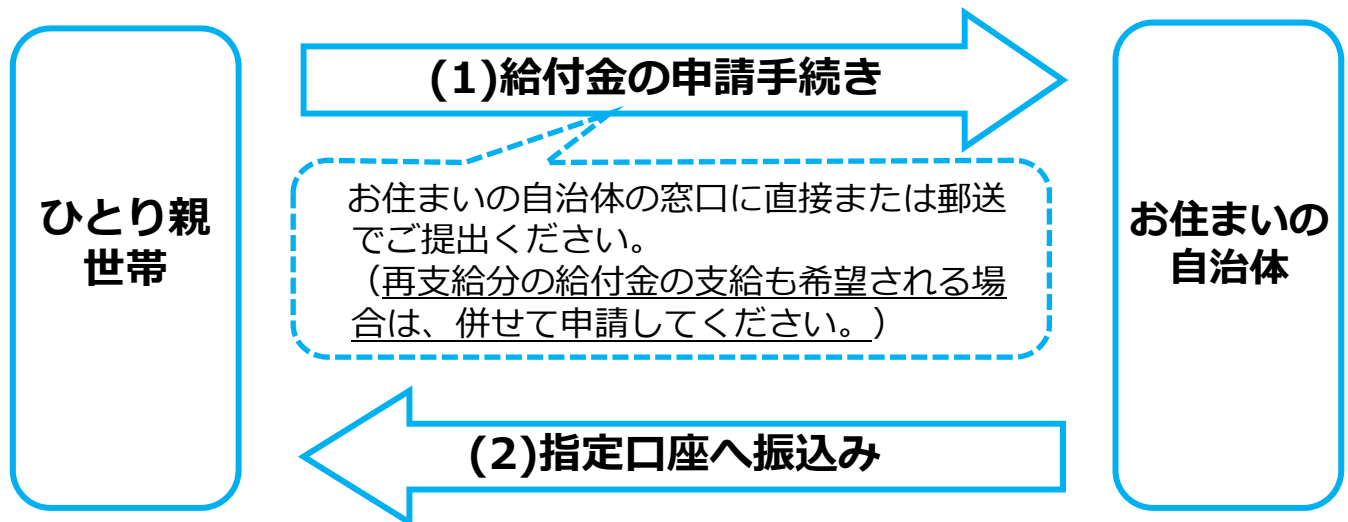 ひとり親
世帯
(1)給付金の申請手続き
お住まいの自治体の窓口に直接または郵送
でご提出ください。
（再支給分の給付金の支給も希望される場
合は、併せて申請してください。）
(2)指定口座へ振込み
お住まいの
自治体